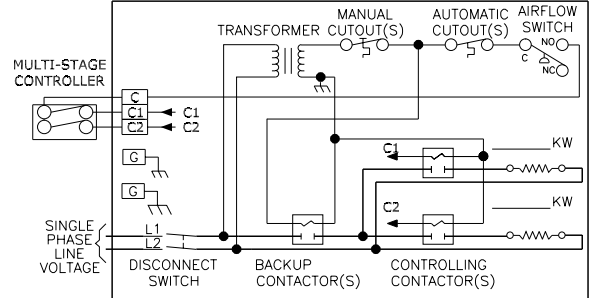 TRANSFORMER
MANUAL
CUTOUT(S)
AUTOMATIC
CUTOUT(S)
AIRFLOW
SWITCH
NO
C
NC
MULTI-STAGE
CONTROLLER
C
C1 C1
C2 C2
G
G
C1
KW
C2
KW
SINGLE
PHASE
LINE
VOLTAGE
L1
L2
DISCONNECT
SWITCH
BACKUP
CONTACTOR(S)
CONTROLLING
CONTACTOR(S)